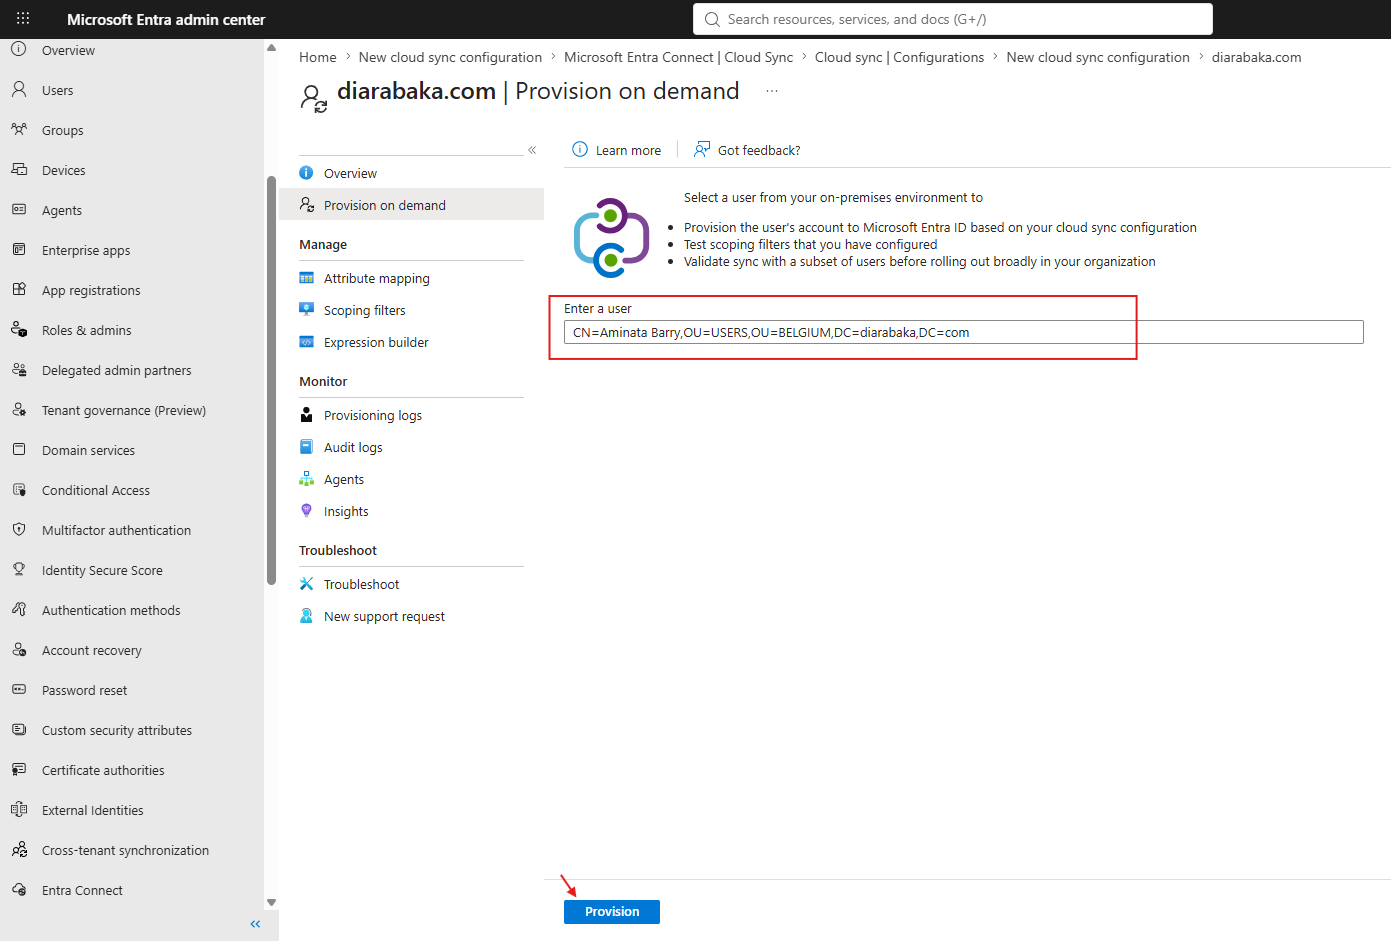 Microsoft Entra admin center
Search resources, services, and docs (G+/)
Overview
Users
Groups
Devices
Agents
Enterprise apps
App registrations
Roles & admins
Delegated admin partners
Tenant governance (Preview)
Domain services
Conditional Access
Multifactor authentication
Identity Secure Score
Authentication methods
Account recovery
Password reset
Custom security attributes
Certificate authorities
External Identities
Cross-tenant synchronization
Entra Connect
Home > New cloud sync configuration > Microsoft Entra Connect | Cloud Sync > Cloud sync | Configurations > New cloud sync configuration > diarabaka.com
diarabaka.com | Provision on demand ...
Overview
Provision on demand
Manage
Attribute mapping
Scoping filters
Expression builder
Monitor
Provisioning logs
Audit logs
Agents
Insights
Troubleshoot
Troubleshoot
New support request
Learn more
Got feedback?
Select a user from your on-premises environment to
• Provision the user's account to Microsoft Entra ID based on your cloud sync configuration
• Test scoping filters that you have configured
• Validate sync with a subset of users before rolling out broadly in your organization
Enter a user
CN=Aminata Barry,OU=USERS,OU=BELGIUM,DC=diarabaka,DC=com
Provision